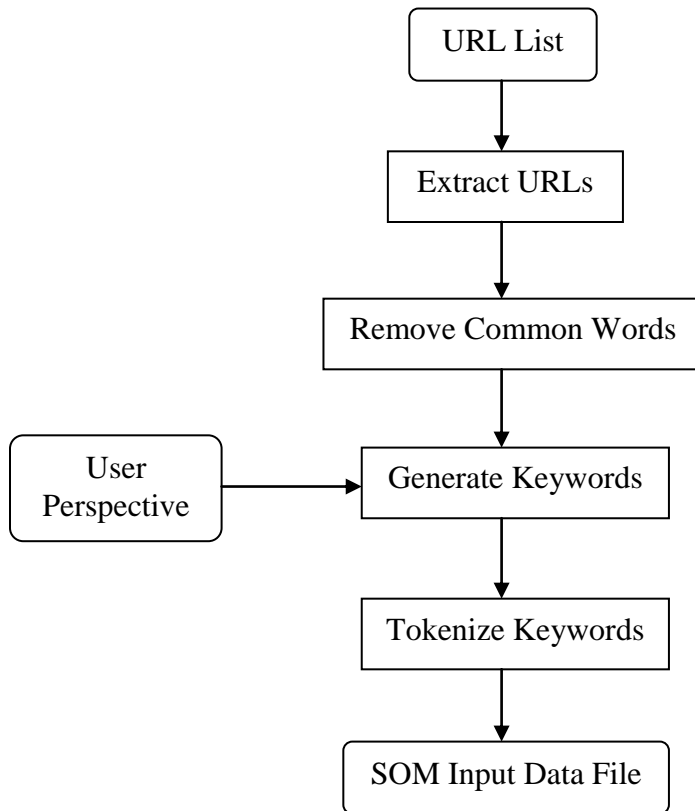 URL List
Extract URLs
Remove Common Words
User
Perspective
Generate Keywords
Tokenize Keywords
SOM Input Data File